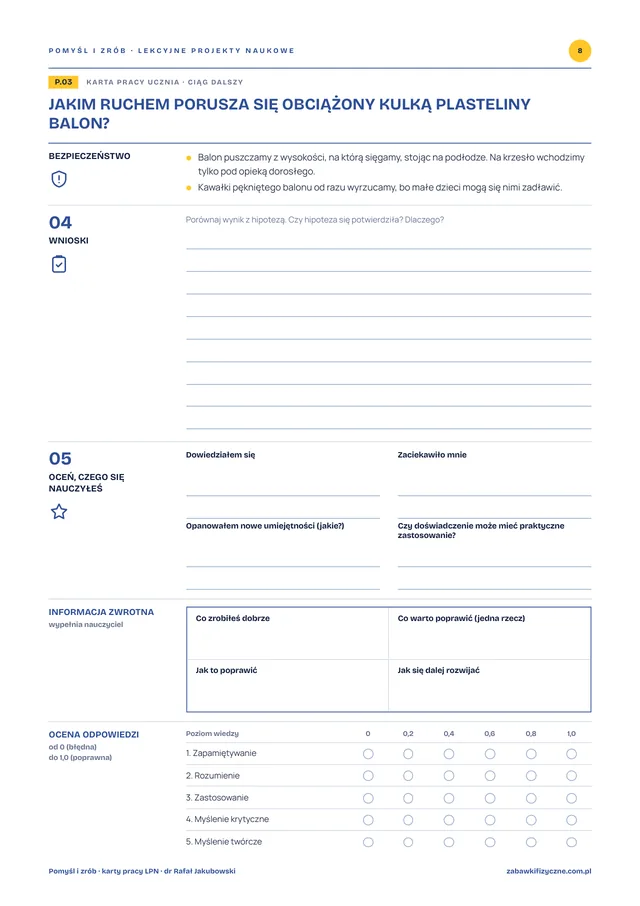 POMYŚL I ZRÓB · LEKCYJNE PROJEKTY NAUKOWE
8
P.03 KARTA PRACY UCZNIA · CIĄG DALSZY
JAKIM RUCHEM PORUSZA SIĘ OBCIĄŻONY KULKĄ PLASTELINY
BALON?
BEZPIECZEŃSTWO
Balon puszczamy z wysokości, na którą sięgamy, stojąc na podłodze. Na krzesło wchodzimy
tylko pod opieką dorosłego.
Kawałki pękniętego balonu od razu wyrzucamy, bo małe dzieci mogą się nimi zadławić.
04
WNIOSKI
Porównaj wynik z hipotezą. Czy hipoteza się potwierdziła? Dlaczego?
05
OCEŃ, CZEGO SIĘ
NAUCZYŁEŚ
Dowiedziałem się
Zaciekawiło mnie
Opanowałem nowe umiejętności (jakie?)
Czy doświadczenie może mieć praktyczne
zastosowanie?
INFORMACJA ZWROTNA
wypełnia nauczyciel
Co zrobiłeś dobrze
Co warto poprawić (jedna rzecz)
Jak to poprawić
Jak się dalej rozwijać
OCENA ODPOWIEDZI
od 0 (błędna)
do 1,0 (poprawna)
Poziom wiedzy 0 0,2 0,4 0,6 0,8 1,0
1. Zapamiętywanie
2. Rozumienie
3. Zastosowanie
4. Myślenie krytyczne
5. Myślenie twórcze
Pomyśl i zrób · karty pracy LPN · dr Rafał Jakubowski
zabawkifizyczne.com.pl